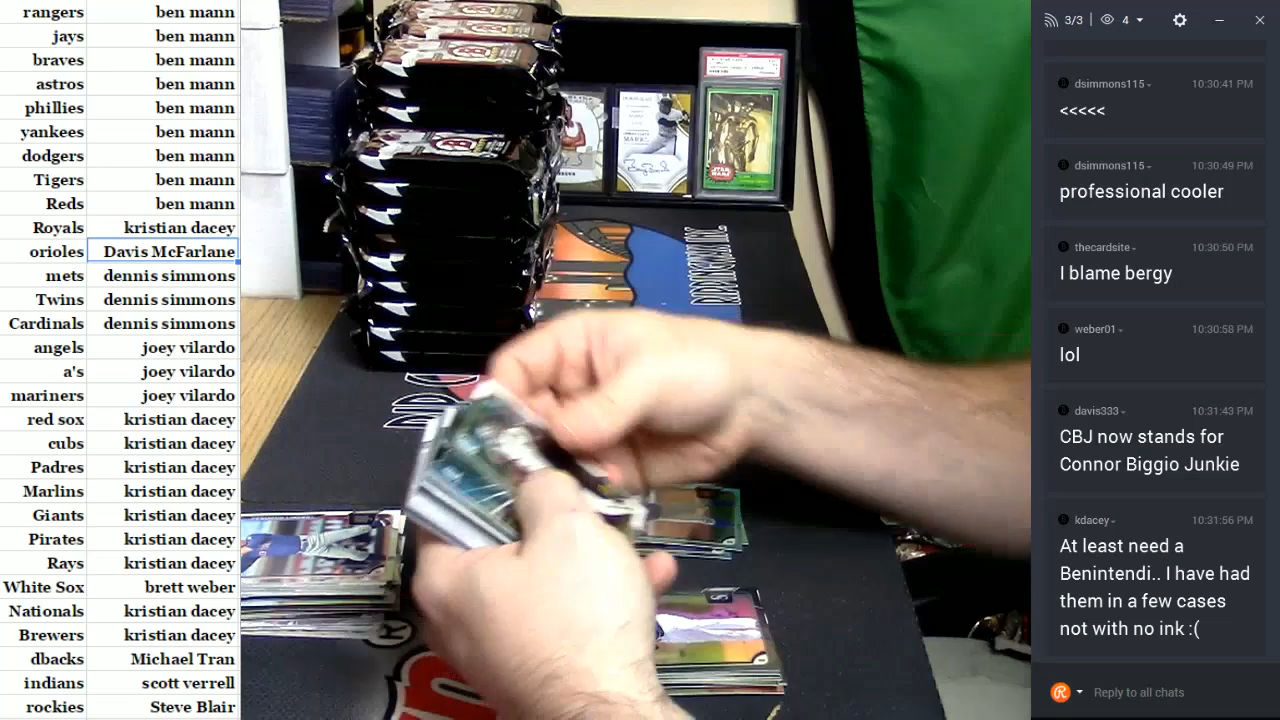 rangers ben mann
jays ben mann
braves ben mann
astros ben mann
phillies ben mann
yankees ben mann
dodgers ben mann
Tigers ben mann
Reds ben mann
Royals kristian dacey
orioles Davis McFarlane
mets dennis simmons
Twins dennis simmons
Cardinals dennis simmons
angels joey vilardo
a's joey vilardo
mariners joey vilardo
red sox kristian dacey
cubs kristian dacey
Padres kristian dacey
Marlins kristian dacey
Giants kristian dacey
Pirates kristian dacey
Rays kristian dacey
White Sox brett weber
Nationals kristian dacey
Brewers kristian dacey
dbacks Michael Tran
indians scott verrell
rockies Steve Blair
STAR
WARS
3/3 4
dsimmons115 10:30:41 PM
<<<<<
dsimmons115 10:30:49 PM
professional cooler
thecardsite 10:30:50 PM
I blame bergy
weber01 10:30:58 PM
lol
davis333 10:31:43 PM
CBJ now stands for
Connor Biggio Junkie
kdacey 10:31:56 PM
At least need a
Benintendi.. I have had
them in a few cases
not with no ink :(
Reply to all chats